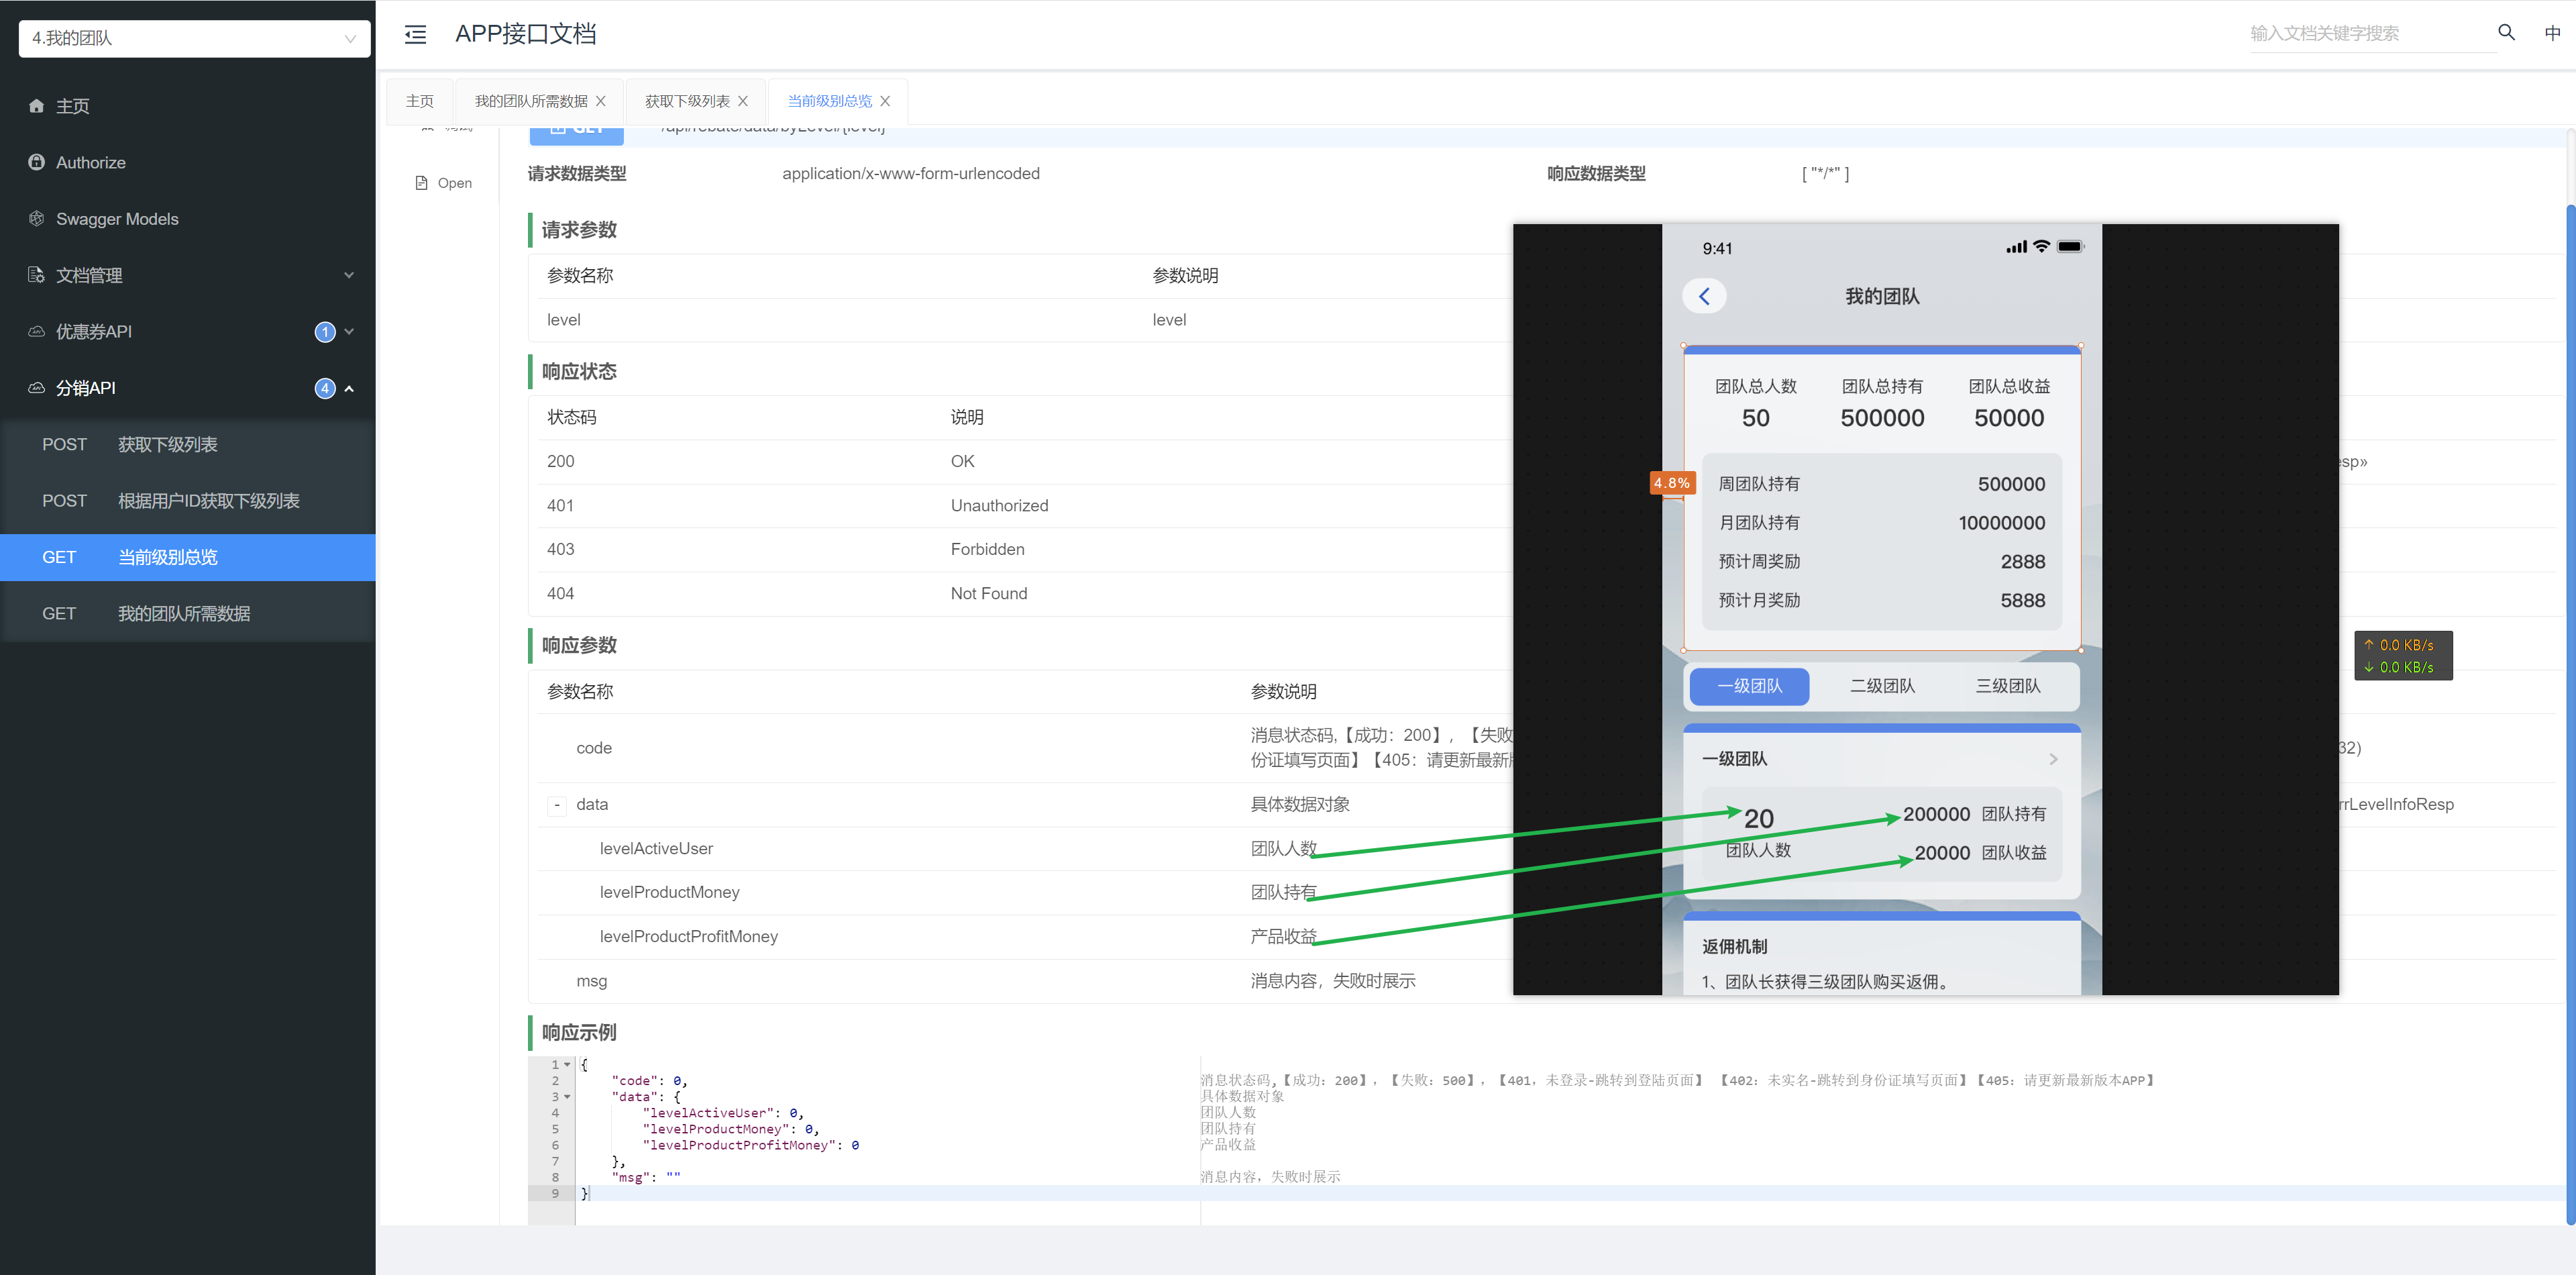 4.我的团队
APP接口文档
输入文档关键字搜索
中
主页
Authorize
Swagger Models
文档管理
优惠券API
1
分销API
4
POST 获取下级列表
POST 根据用户ID获取下级列表
GET 当前级别总览
GET 我的团队所需数据
主页
我的团队所需数据
获取下级列表
当前级别总览
Open
GET /api/rebate/data/byLevel/{level}
请求数据类型 application/x-www-form-urlencoded 响应数据类型 [ "*/*" ]
请求参数
参数名称 参数说明
level level
响应状态
状态码 说明
200 OK
401 Unauthorized
403 Forbidden
404 Not Found
esp»
响应参数
参数名称 参数说明
code 消息状态码,【成功：200】，【失败
份证填写页面】【405：请更新最新版
32)
- data 具体数据对象
rrLevelInfoResp
levelActiveUser 团队人数
levelProductMoney 团队持有
levelProductProfitMoney 产品收益
msg 消息内容，失败时展示
9:41
我的团队
团队总人数 团队总持有 团队总收益
50 500000 50000
4.8%
周团队持有 500000
月团队持有 10000000
预计周奖励 2888
预计月奖励 5888
一级团队 二级团队 三级团队
一级团队
20 200000 团队持有
团队人数 20000 团队收益
返佣机制
1、团队长获得三级团队购买返佣。
↑ 0.0 KB/s
↓ 0.0 KB/s
响应示例
1 {
2 "code": 0, 消息状态码,【成功：200】，【失败：500】，【401，未登录-跳转到登陆页面】 【402：未实名-跳转到身份证填写页面】【405：请更新最新版本APP】
3 "data": { 具体数据对象
4 "levelActiveUser": 0, 团队人数
5 "levelProductMoney": 0, 团队持有
6 "levelProductProfitMoney": 0 产品收益
7 },
8 "msg": "" 消息内容，失败时展示
9 }